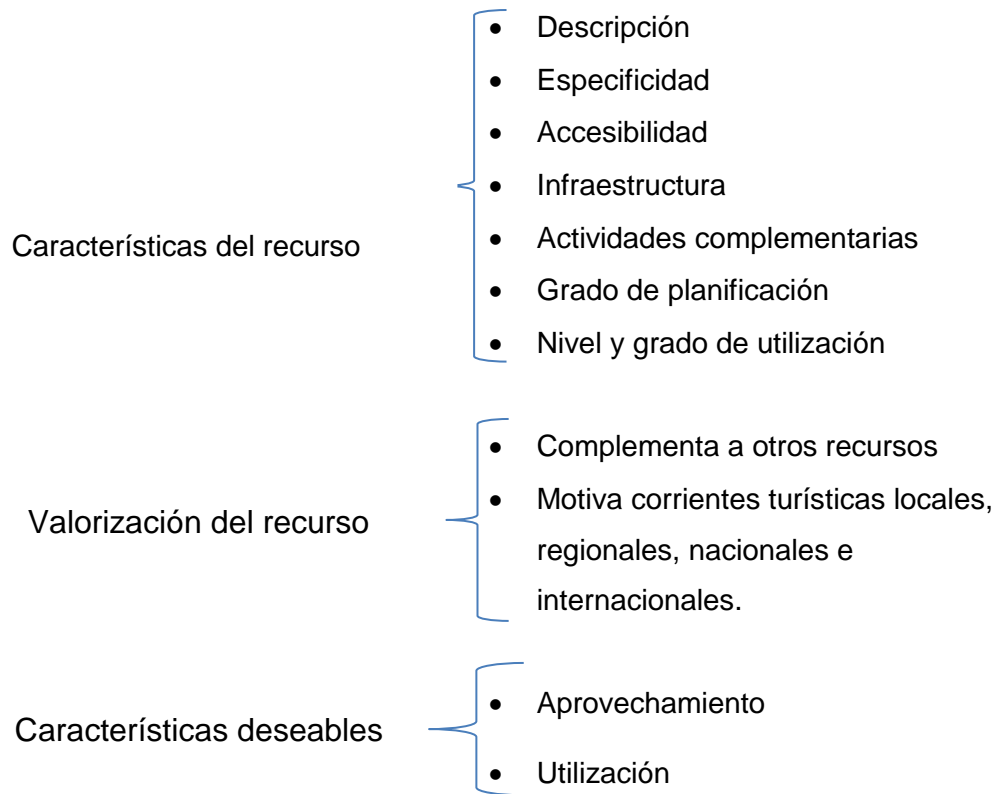 Características del recurso
• Descripción
• Especificidad
• Accesibilidad
• Infraestructura
• Actividades complementarias
• Grado de planificación
• Nivel y grado de utilización
Valorización del recurso
• Complementa a otros recursos
• Motiva corrientes turísticas locales,
regionales, nacionales e
internacionales.
Características deseables
• Aprovechamiento
• Utilización